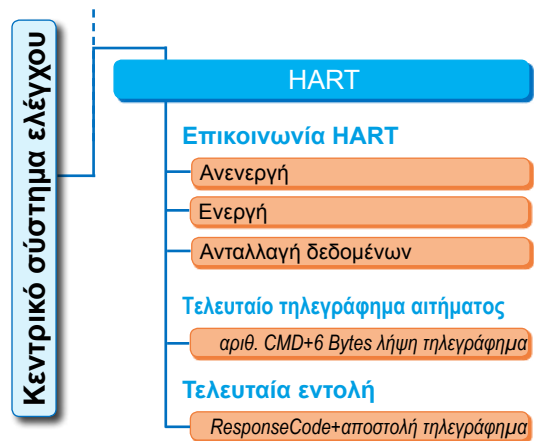 Κεντρικό σύστημα ελέγχου
HART
Επικοινωνία HART
Ανενεργή
Ενεργή
Ανταλλαγή δεδομένων
Τελευταίο τηλεγράφημα αιτήματος
αριθ. CMD+6 Bytes λήψη τηλεγράφημα
Τελευταία εντολή
ResponseCode+αποστολή τηλεγράφημα